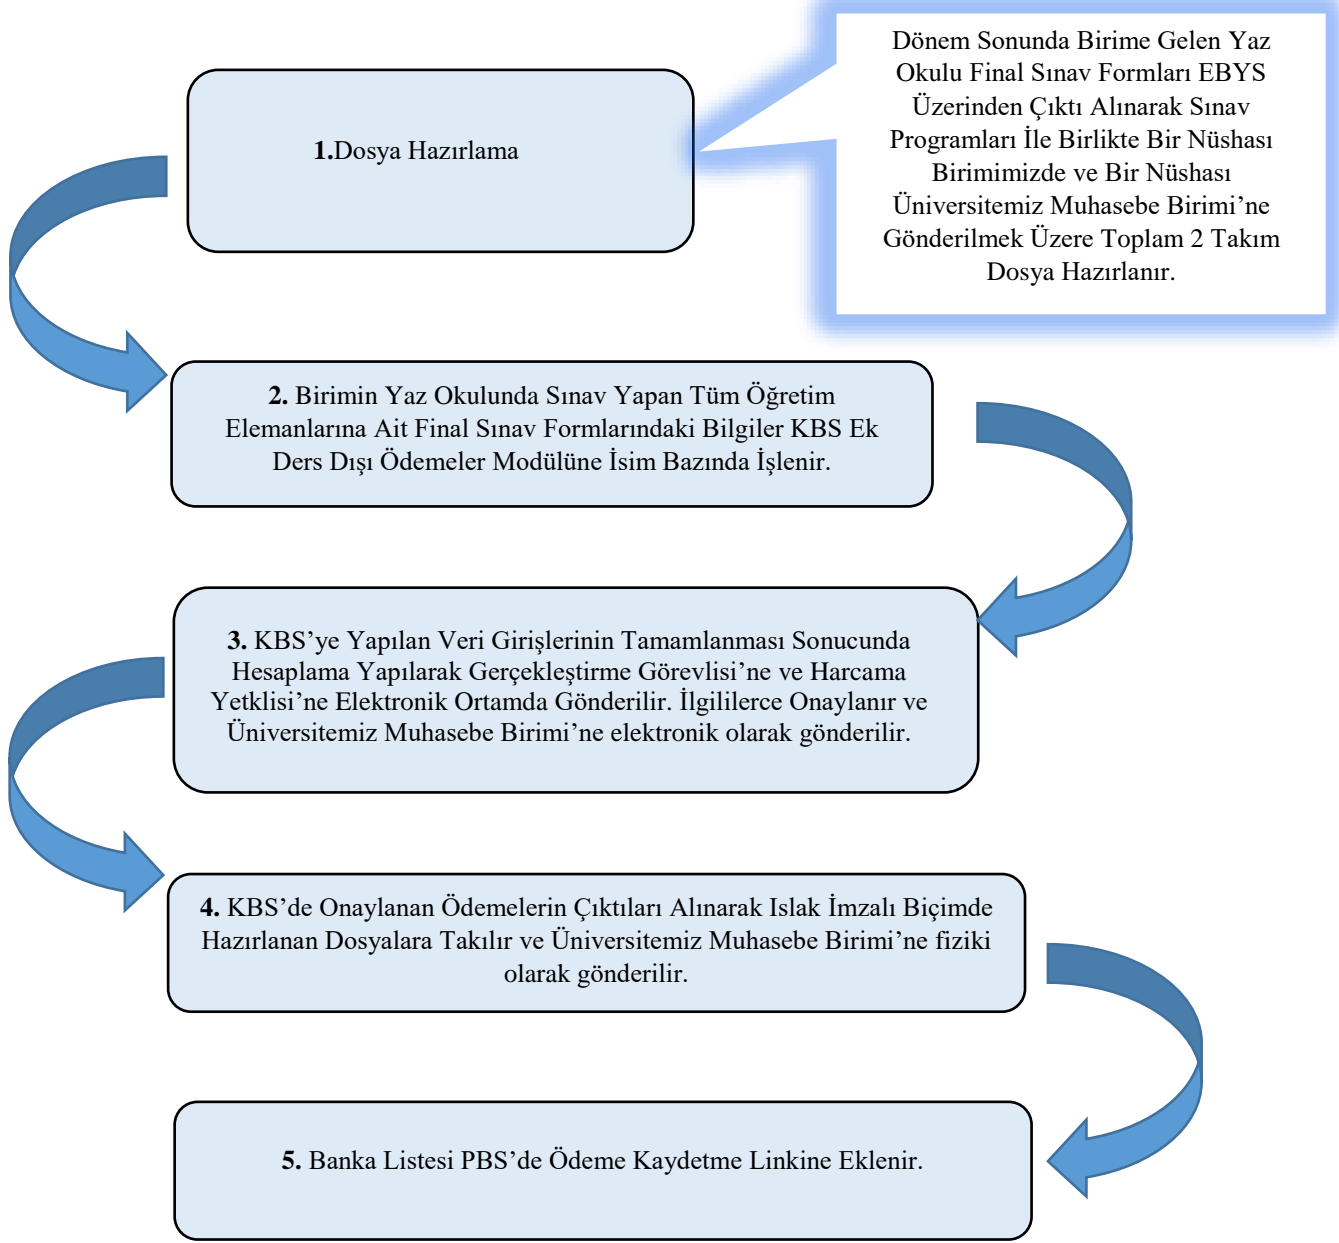 1.Dosya Hazırlama
Dönem Sonunda Birime Gelen Yaz
Okulu Final Sınav Formları EBYS
Üzerinden Çıktı Alınarak Sınav
Programları İle Birlikte Bir Nüshası
Birimimizde ve Bir Nüshası
Üniversitemiz Muhasebe Birimi’ne
Gönderilmek Üzere Toplam 2 Takım
Dosya Hazırlanır.
2. Birimin Yaz Okulunda Sınav Yapan Tüm Öğretim
Elemanlarına Ait Final Sınav Formlarındaki Bilgiler KBS Ek
Ders Dışı Ödemeler Modülüne İsim Bazında İşlenir.
3. KBS’ye Yapılan Veri Girişlerinin Tamamlanması Sonucunda
Hesaplama Yapılarak Gerçekleştirme Görevlisi’ne ve Harcama
Yetklisi’ne Elektronik Ortamda Gönderilir. İlgililerce Onaylanır ve
Üniversitemiz Muhasebe Birimi’ne elektronik olarak gönderilir.
4. KBS’de Onaylanan Ödemelerin Çıktıları Alınarak Islak İmzalı Biçimde
Hazırlanan Dosyalara Takılır ve Üniversitemiz Muhasebe Birimi’ne fiziki
olarak gönderilir.
5. Banka Listesi PBS’de Ödeme Kaydetme Linkine Eklenir.